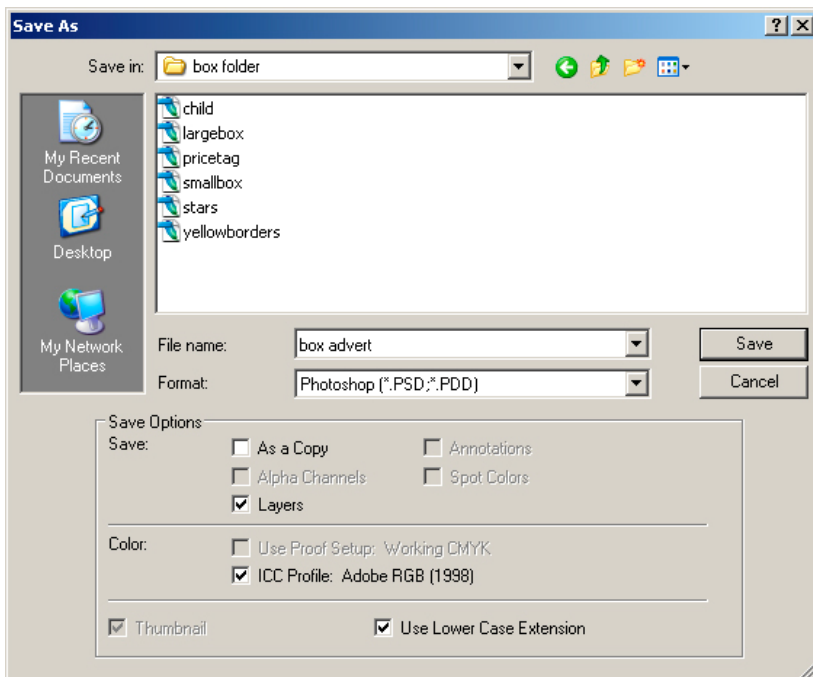 Save As
Save in: box folder
My Recent Documents
Desktop
My Network Places
child
largebox
pricetag
smallbox
stars
yellowborders
File name: box advert Save
Format: Photoshop (*.PSD;*.PDD) Cancel
Save Options
Save: As a Copy Annotations
Alpha Channels Spot Colors
Layers
Color: Use Proof Setup: Working CMYK
ICC Profile: Adobe RGB (1998)
Thumbnail Use Lower Case Extension